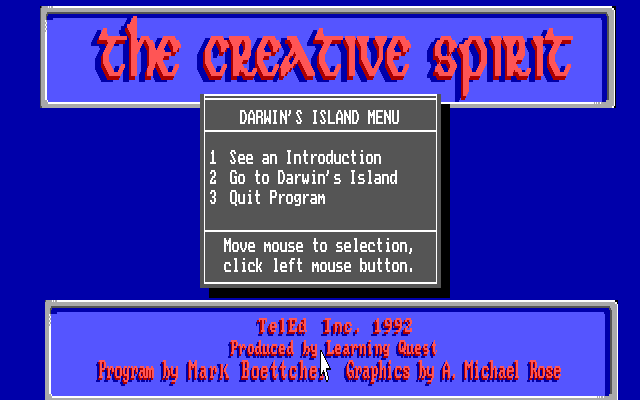 the creative spirit
DARWIN'S ISLAND MENU
1 See an Introduction
2 Go to Darwin's Island
3 Quit Program
Move mouse to selection,
click left mouse button.
TelEd Inc. 1992
Produced by Learning Quest
Program by Mark Boettcher Graphics by A. Michael Rose